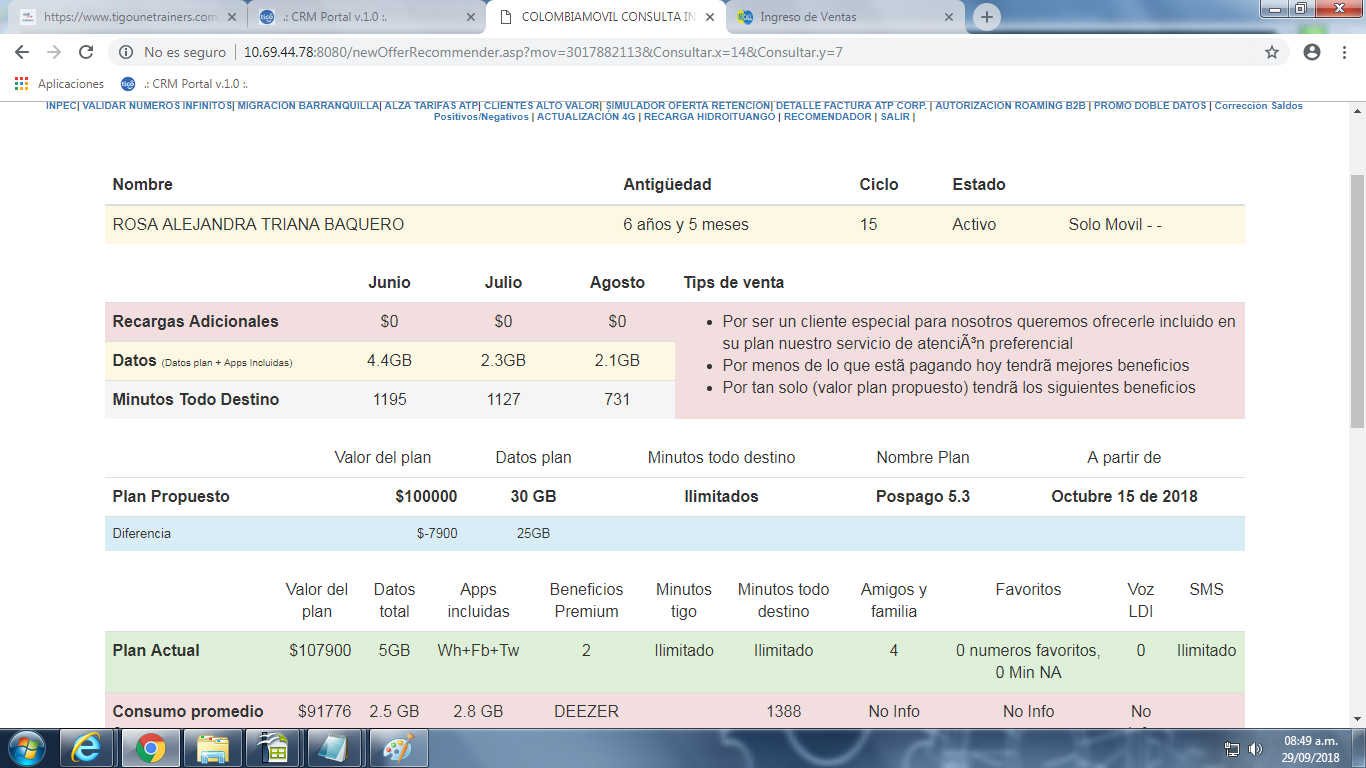 https://www.tigounetrainers.com
.: CRM Portal v.1.0 :.
COLOMBIAMOVIL CONSULTA IN
Ingreso de Ventas
No es seguro
10.69.44.78:8080/newOfferRecommender.asp?mov=3017882113&Consultar.x=14&Consultar.y=7
Aplicaciones
.: CRM Portal v.1.0 :.
INPEC| VALIDAR NUMEROS INFINITOS| MIGRACION BARRANQUILLA| ALZA TARIFAS ATP| CLIENTES ALTO VALOR| SIMULADOR OFERTA RETENCION| DETALLE FACTURA ATP CORP. | AUTORIZACION ROAMING B2B | PROMO DOBLE DATOS | Corrección Saldos
Positivos/Negativos | ACTUALIZACIÓN 4G | RECARGA HIDROITUANGO | RECOMENDADOR | SALIR |
Nombre Antigüedad Ciclo Estado
ROSA ALEJANDRA TRIANA BAQUERO 6 años y 5 meses 15 Activo Solo Movil - -
Junio Julio Agosto Tips de venta
Recargas Adicionales $0 $0 $0
Datos (Datos plan + Apps Incluidas) 4.4GB 2.3GB 2.1GB
Minutos Todo Destino 1195 1127 731
• Por ser un cliente especial para nosotros queremos ofrecerle incluido en
su plan nuestro servicio de atenciÃ³n preferencial
• Por menos de lo que estã pagando hoy tendrã mejores beneficios
• Por tan solo (valor plan propuesto) tendrã los siguientes beneficios
Valor del plan Datos plan Minutos todo destino Nombre Plan A partir de
Plan Propuesto $100000 30 GB Ilimitados Pospago 5.3 Octubre 15 de 2018
Diferencia $-7900 25GB
Valor del Datos Apps Beneficios Minutos Minutos todo Amigos y Favoritos Voz SMS
plan total incluidas Premium tigo destino familia LDI
Plan Actual $107900 5GB Wh+Fb+Tw 2 Ilimitado Ilimitado 4 0 numeros favoritos, 0 Ilimitado
0 Min NA
Consumo promedio $91776 2.5 GB 2.8 GB DEEZER 1388 No Info No Info No
08:49 a.m.
29/09/2018